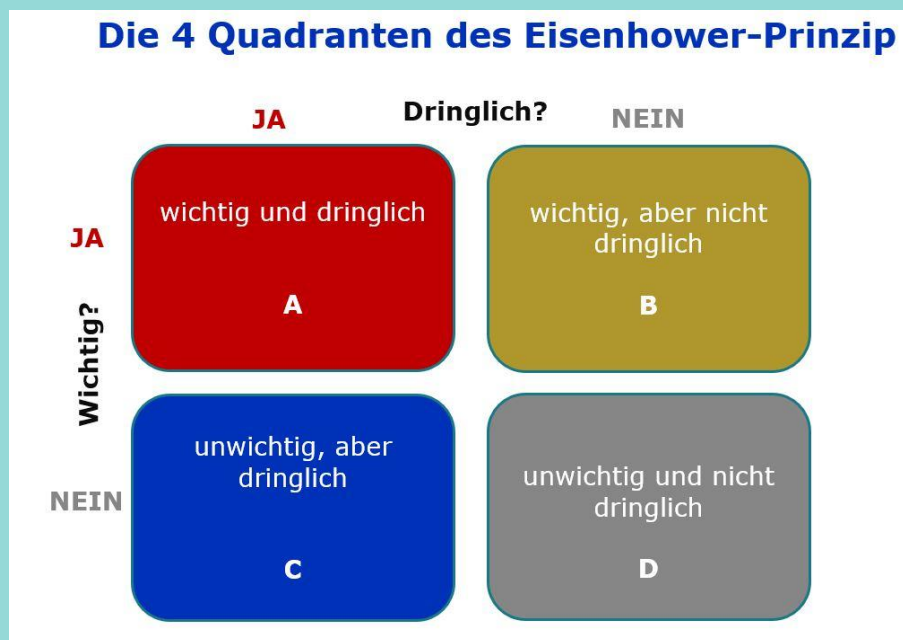 Die 4 Quadranten des Eisenhower–Prinzip
Dringlich?
JA
NEIN
Wichtig?
JA
wichtig und dringlich
A
wichtig, aber nicht
dringlich
B
NEIN
unwichtig, aber
dringlich
C
unwichtig und nicht
dringlich
D